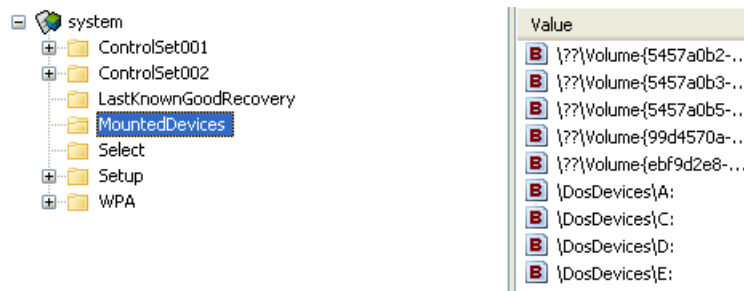 system
ControlSet001
ControlSet002
LastKnownGoodRecovery
MountedDevices
Select
Setup
WPA
Value
\??\Volume{5457a0b2-...
\??\Volume{5457a0b3-...
\??\Volume{5457a0b5-...
\??\Volume{99d4570a-...
\??\Volume{ebf9d2e8-...
\DosDevices\A:
\DosDevices\C:
\DosDevices\D:
\DosDevices\E: